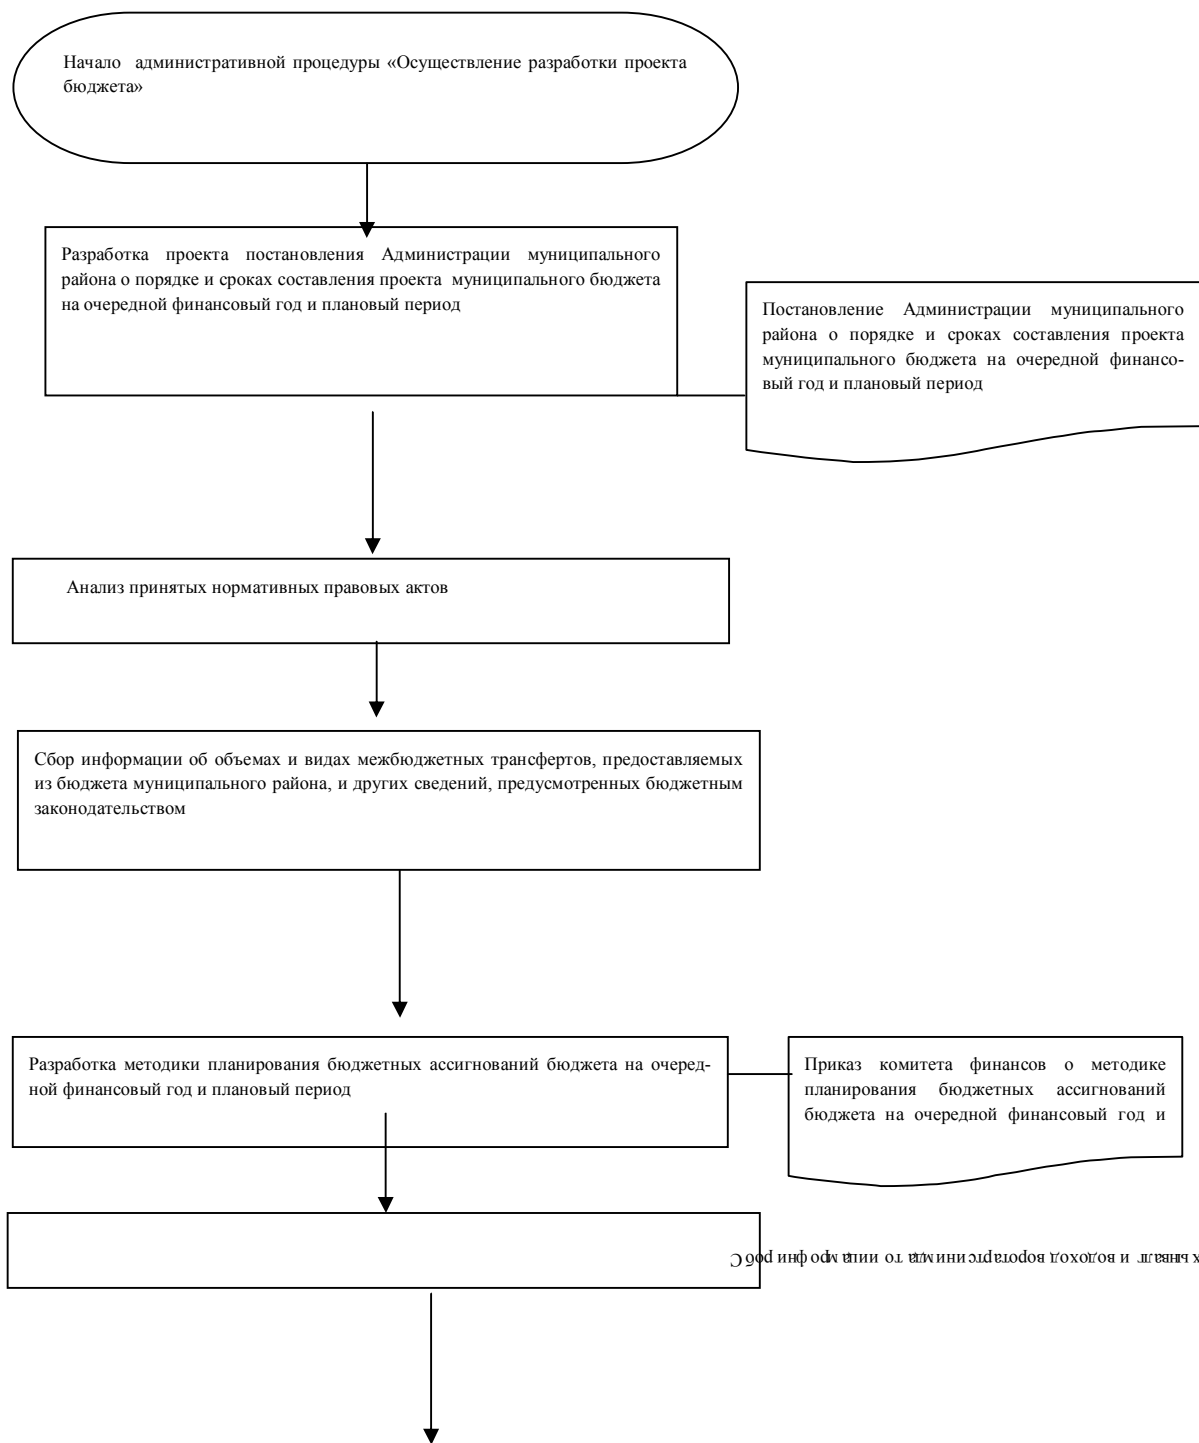 Начало административной процедуры «Осуществление разработки проекта
бюджета»
Разработка проекта постановления Администрации муниципального
района о порядке и сроках составления проекта муниципального бюджета
на очередной финансовый год и плановый период
Постановление Администрации муниципального
района о порядке и сроках составления проекта
муниципального бюджета на очередной финансо-
вый год и плановый период
Анализ принятых нормативных правовых актов
Сбор информации об объемах и видах межбюджетных трансфертов, предоставляемых
из бюджета муниципального района, и других сведений, предусмотренных бюджетным
законодательством
Разработка методики планирования бюджетных ассигнований бюджета на очеред-
ной финансовый год и плановый период
Приказ комитета финансов о методике
планирования бюджетных ассигнований
бюджета на очередной финансовый год и